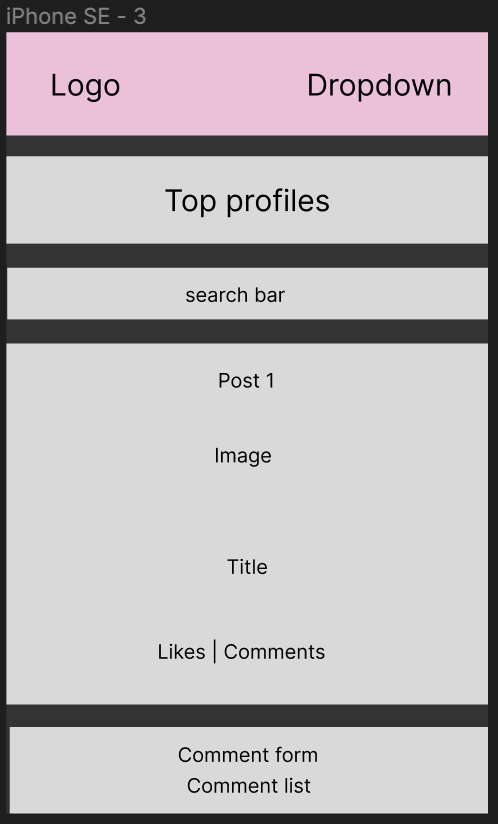 iPhone SE - 3
Logo Dropdown
Top profiles
search bar
Post 1
Image
Title
Likes | Comments
Comment form
Comment list